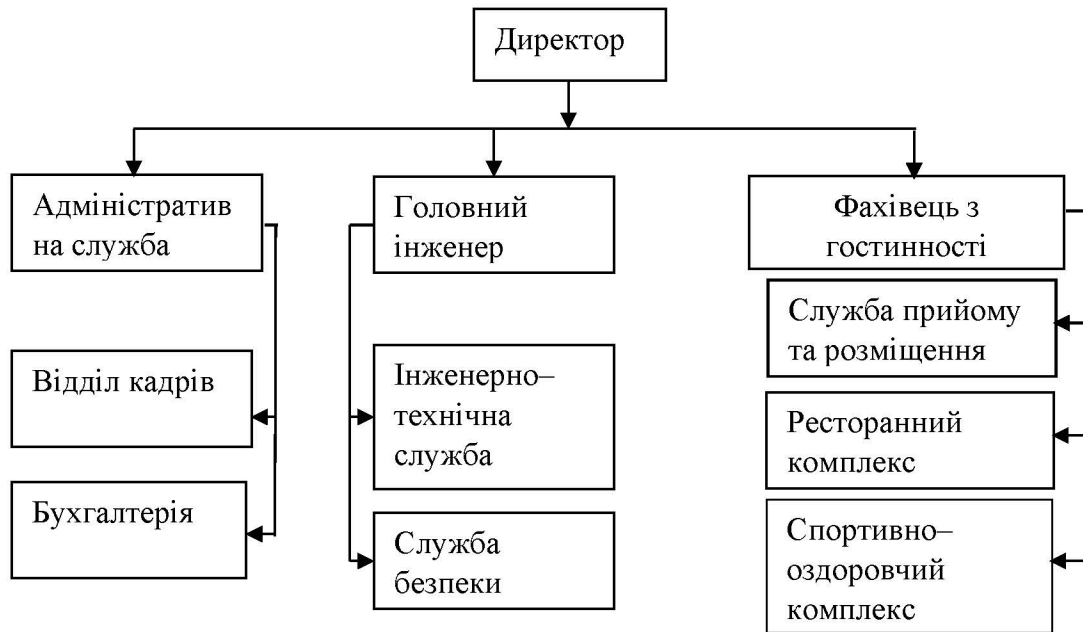 Директор
Адміністратив
на служба
Головний
інженер
Фахівець з
гостинності
Служба прийому
та розміщення
Відділ кадрів
Інженерно–
технічна
служба
Ресторанний
комплекс
Бухгалтерія
Служба
безпеки
Спортивно–
оздоровчий
комплекс